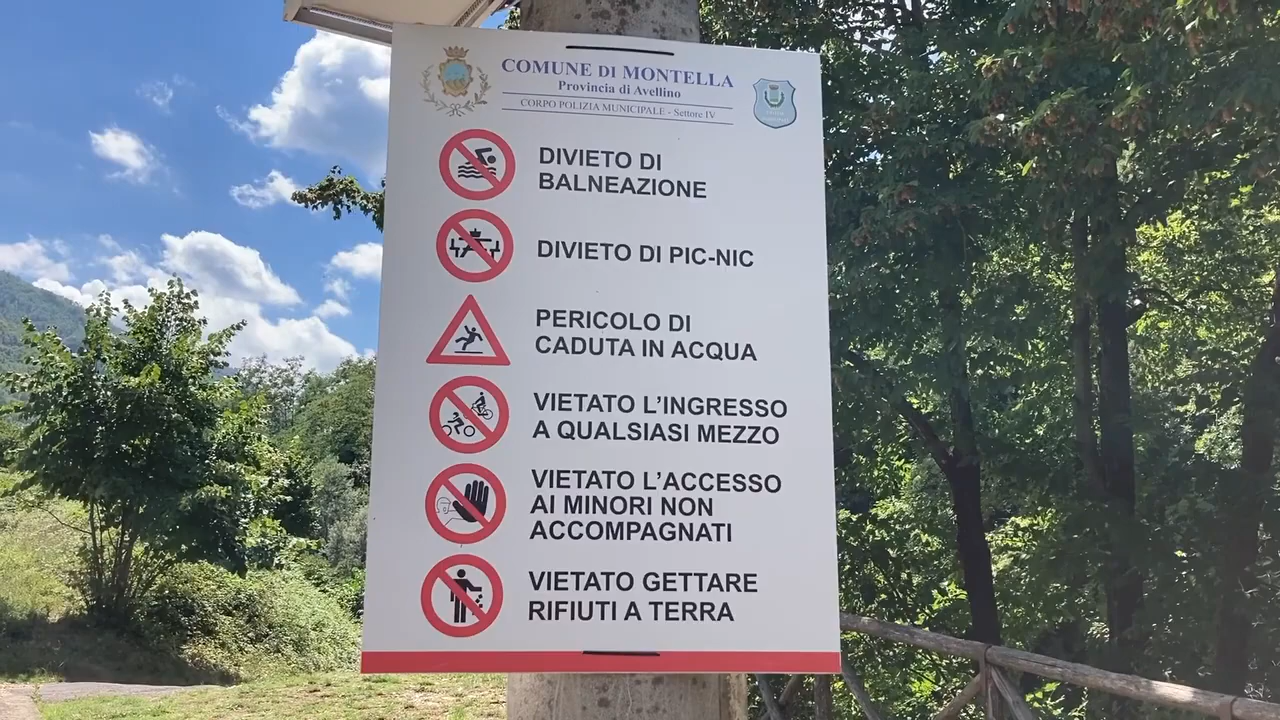 COMUNE DI MONTELLA
Provincia di Avellino
CORPO POLIZIA MUNICIPALE - Settore IV
DIVIETO DI
BALNEAZIONE
DIVIETO DI PIC-NIC
PERICOLO DI
CADUTA IN ACQUA
VIETATO L'INGRESSO
A QUALSIASI MEZZO
VIETATO L'ACCESSO
AI MINORI NON
ACCOMPAGNATI
VIETATO GETTARE
RIFIUTI A TERRA